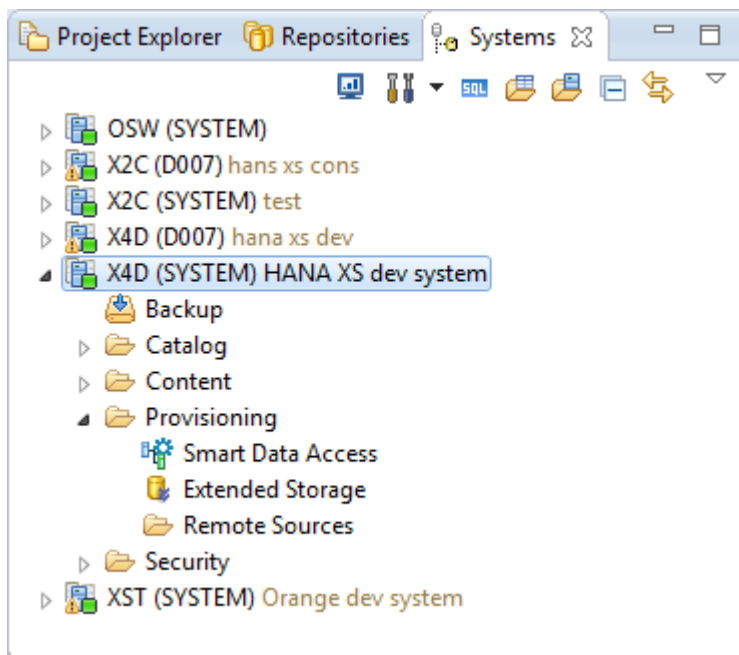 Project Explorer Repositories Systems
SQL
OSW (SYSTEM)
X2C (D007) hans xs cons
X2C (SYSTEM) test
X4D (D007) hana xs dev
X4D (SYSTEM) HANA XS dev system
Backup
Catalog
Content
Provisioning
Smart Data Access
Extended Storage
Remote Sources
Security
XST (SYSTEM) Orange dev system